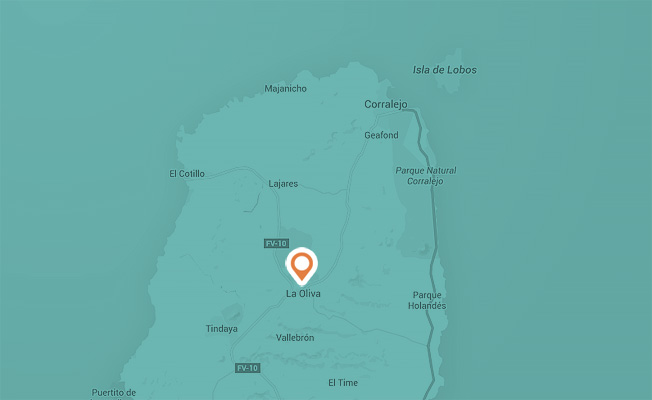 Isla de Lobos
Majanicho
Corralejo
Geafond
El Cotillo
Parque Natural
Corralejo
Lajares
FV-10
La Oliva
Parque
Holandés
Tindaya
Vallebrón
FV-10
El Time
Puertito de